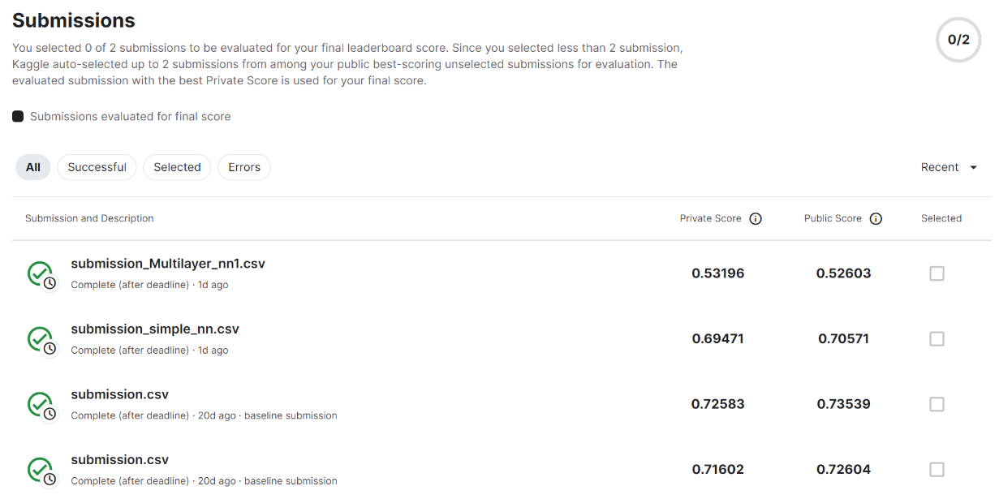 Submissions
You selected 0 of 2 submissions to be evaluated for your final leaderboard score. Since you selected less than 2 submission,
Kaggle auto-selected up to 2 submissions from among your public best-scoring unselected submissions for evaluation. The
evaluated submission with the best Private Score is used for your final score.
0/2
Submissions evaluated for final score
All Successful Selected Errors Recent
Submission and Description Private Score Public Score Selected
submission_Multilayer_nn1.csv
Complete (after deadline) · 1d ago
0.53196 0.52603
submission_simple_nn.csv
Complete (after deadline) · 1d ago
0.69471 0.70571
submission.csv
Complete (after deadline) · 20d ago · baseline submission
0.72583 0.73539
submission.csv
Complete (after deadline) · 20d ago · baseline submission
0.71602 0.72604